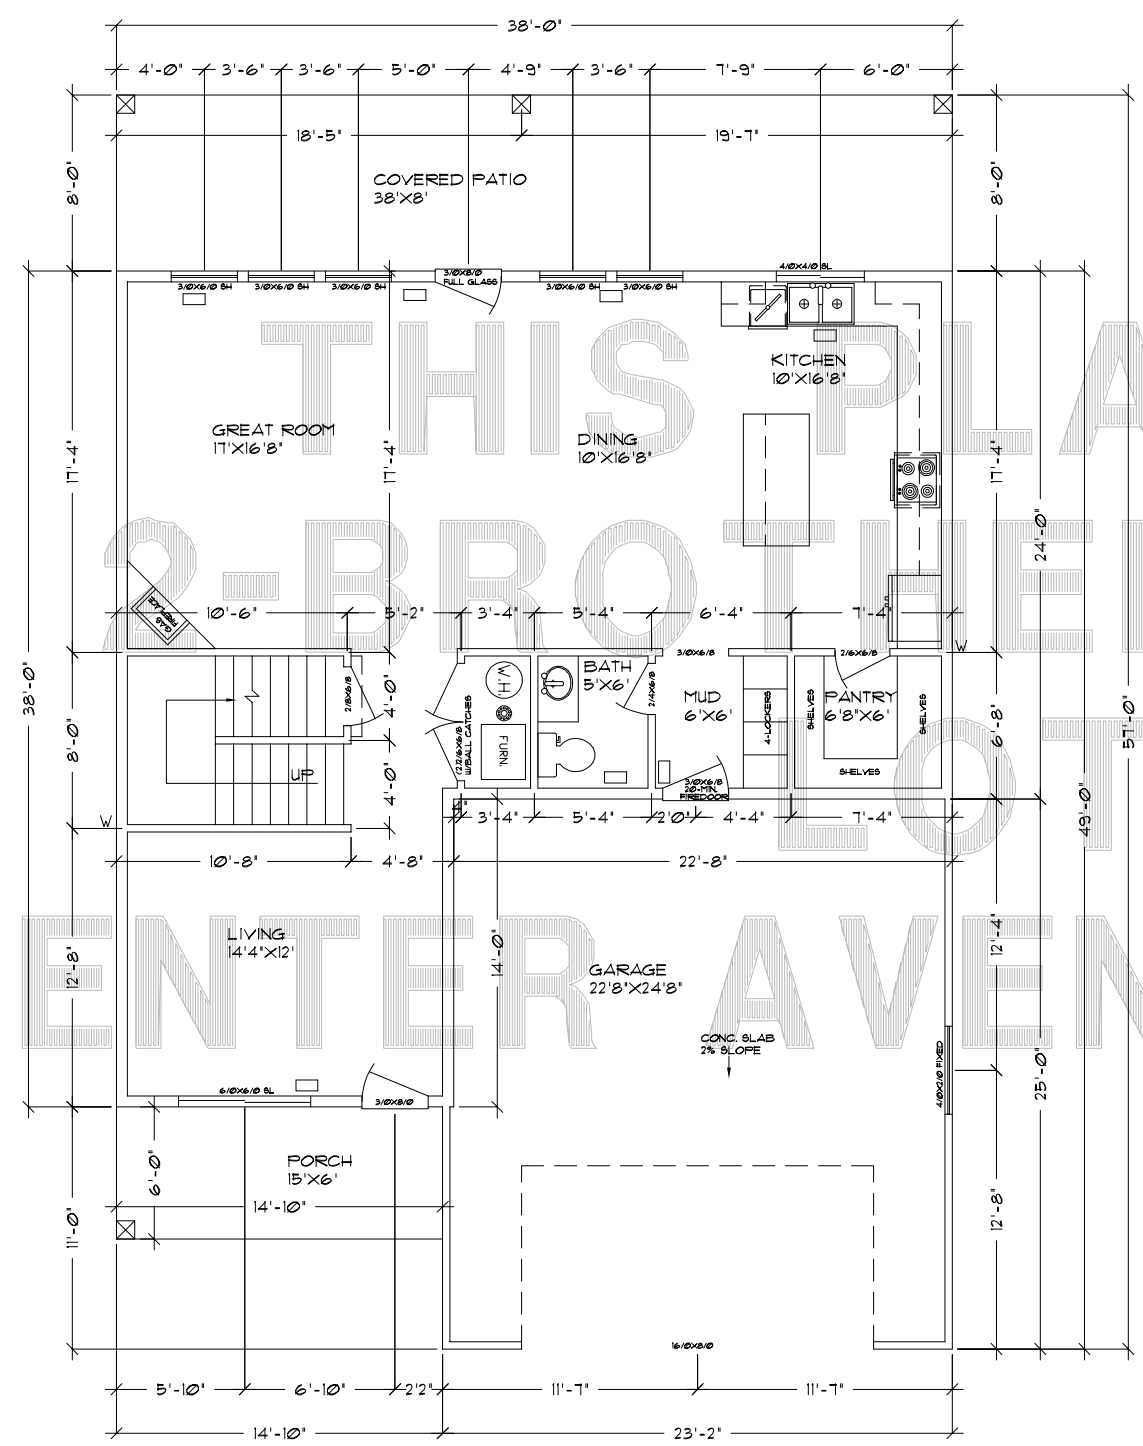 38'-0"
4'-0" 3'-6" 3'-6" 5'-0" 4'-9" 3'-6" 7'-9" 6'-0"
18'-5" 19'-7"
8'-0"
8'-0"
COVERED PATIO
38'X8'
4/0X4/0 SL
3/0X8/0
FULL GLASS
3/0X6/0 SH 3/0X6/0 SH 3/0X6/0 SH 3/0X6/0 SH 3/0X6/0 SH
THIS PLA
KITCHEN
10'X16'8"
GREAT ROOM
17'X16'8"
DINING
10'X16'8"
17'-4"
17'-4"
17'-4"
24'-0"
2-BROTHER
GAS
FIREPLACE
10'-6" 5'-2" 3'-4" 5'-4" 6'-4" 7'-4"
W
3/0X6/8
2/6X6/8
38'-0"
2/8X6/8
4'-0"
W.H.
BATH
5'X6'
2/4X6/8
MUD
6'X6'
4-LOCKERS
SHELVES
PANTRY
6'8"X6'
SHELVES
6'-8"
57'-0"
LOT
8'-0"
UP
4'-0"
(2)2/6X6/8
W/BALL CATCHES
FURN.
3/0X6/8
20-MIN.
FIREDOOR
SHELVES
49'-0"
W
4"
3'-4" 5'-4" 2'0" 4'-4" 7'-4"
10'-8" 4'-8" 22'-8"
ENTER AVEN
LIVING
14'4"X12'
12'-8"
14'-0"
12'-4"
GARAGE
22'8"X24'8"
CONC. SLAB
2% SLOPE
4/0X2/0 FIXED
25'-0"
6/0X6/0 SL
3/0X8/0
PORCH
15'X6'
6'-0"
14'-10"
11'-0"
12'-8"
16/0X8/0
5'-10" 6'-10" 2'2" 11'-7" 11'-7"
14'-10" 23'-2"